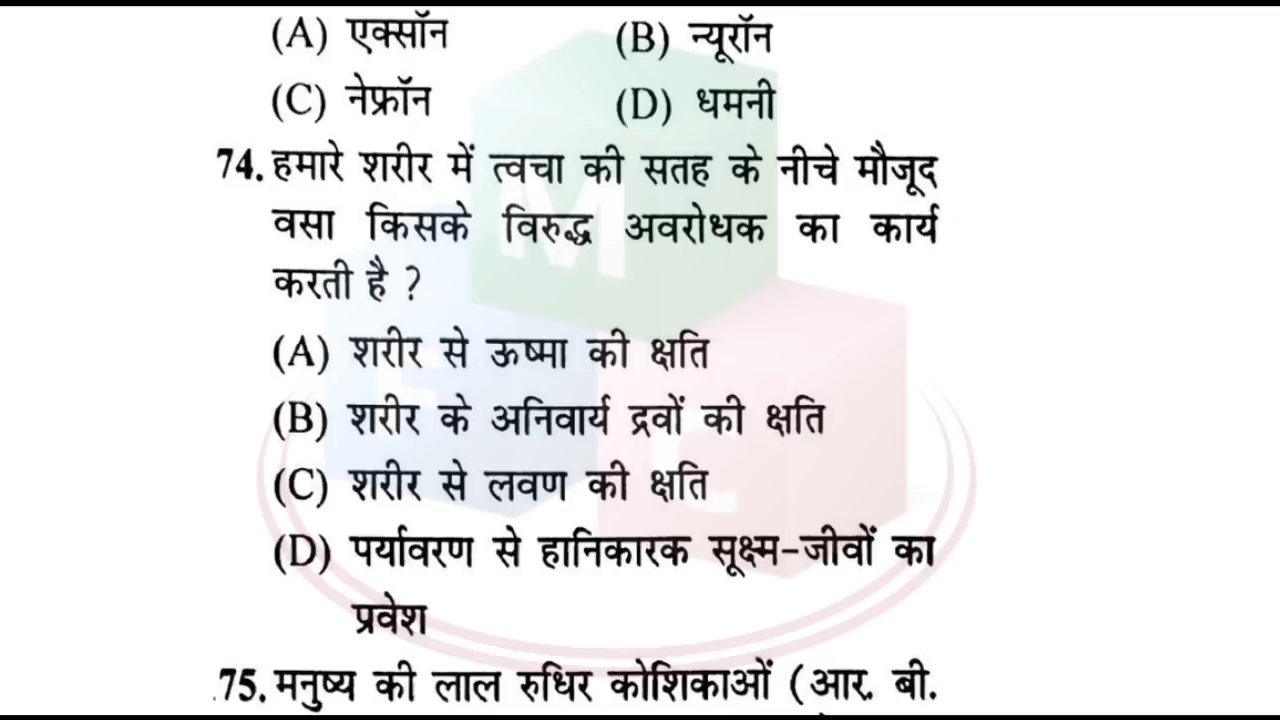 (A) एक्सॉन (B) न्यूरॉन
(C) नेफ्रॉन (D) धमनी
74. हमारे शरीर में त्वचा की सतह के नीचे मौजूद
वसा किसके विरुद्ध अवरोधक का कार्य
करती है ?
(A) शरीर से ऊष्मा की क्षति
(B) शरीर के अनिवार्य द्रवों की क्षति
(C) शरीर से लवण की क्षति
(D) पर्यावरण से हानिकारक सूक्ष्म-जीवों का
प्रवेश
75. मनुष्य की लाल रुधिर कोशिकाओं (आर. बी.